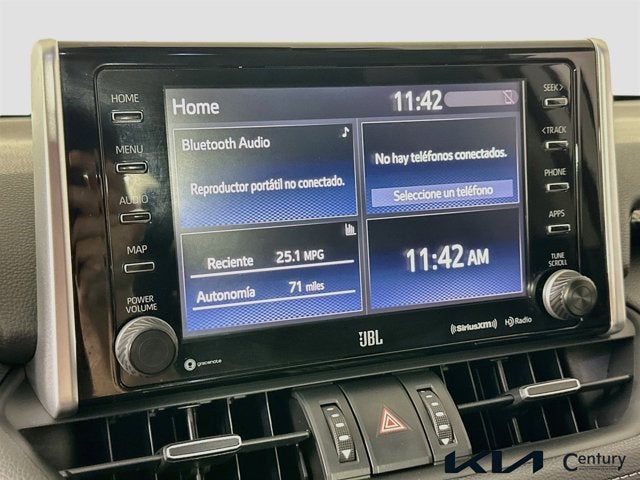 HOME
MENU
AUDIO
MAP
POWER
VOLUME
Home 11:42
Bluetooth Audio
Reproductor portátil no conectado.
No hay teléfonos conectados.
Seleccione un teléfono
Reciente 25.1 MPG
Autonomía 71 miles
11:42 AM
SEEK>
<TRACK
PHONE
APPS
TUNE
SCROLL
gracenote
JBL
((SiriusXM))
HD Radio
KIA
Century